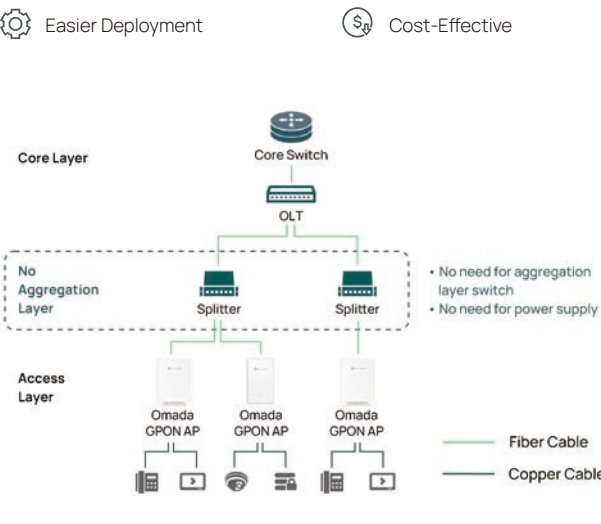 Easier Deployment
Cost-Effective
Core Layer
Core Switch
OLT
No
Aggregation
Layer
Splitter
Splitter
• No need for aggregation
layer switch
• No need for power supply
Access
Layer
Omada
GPON AP
Omada
GPON AP
Omada
GPON AP
Fiber Cable
Copper Cable